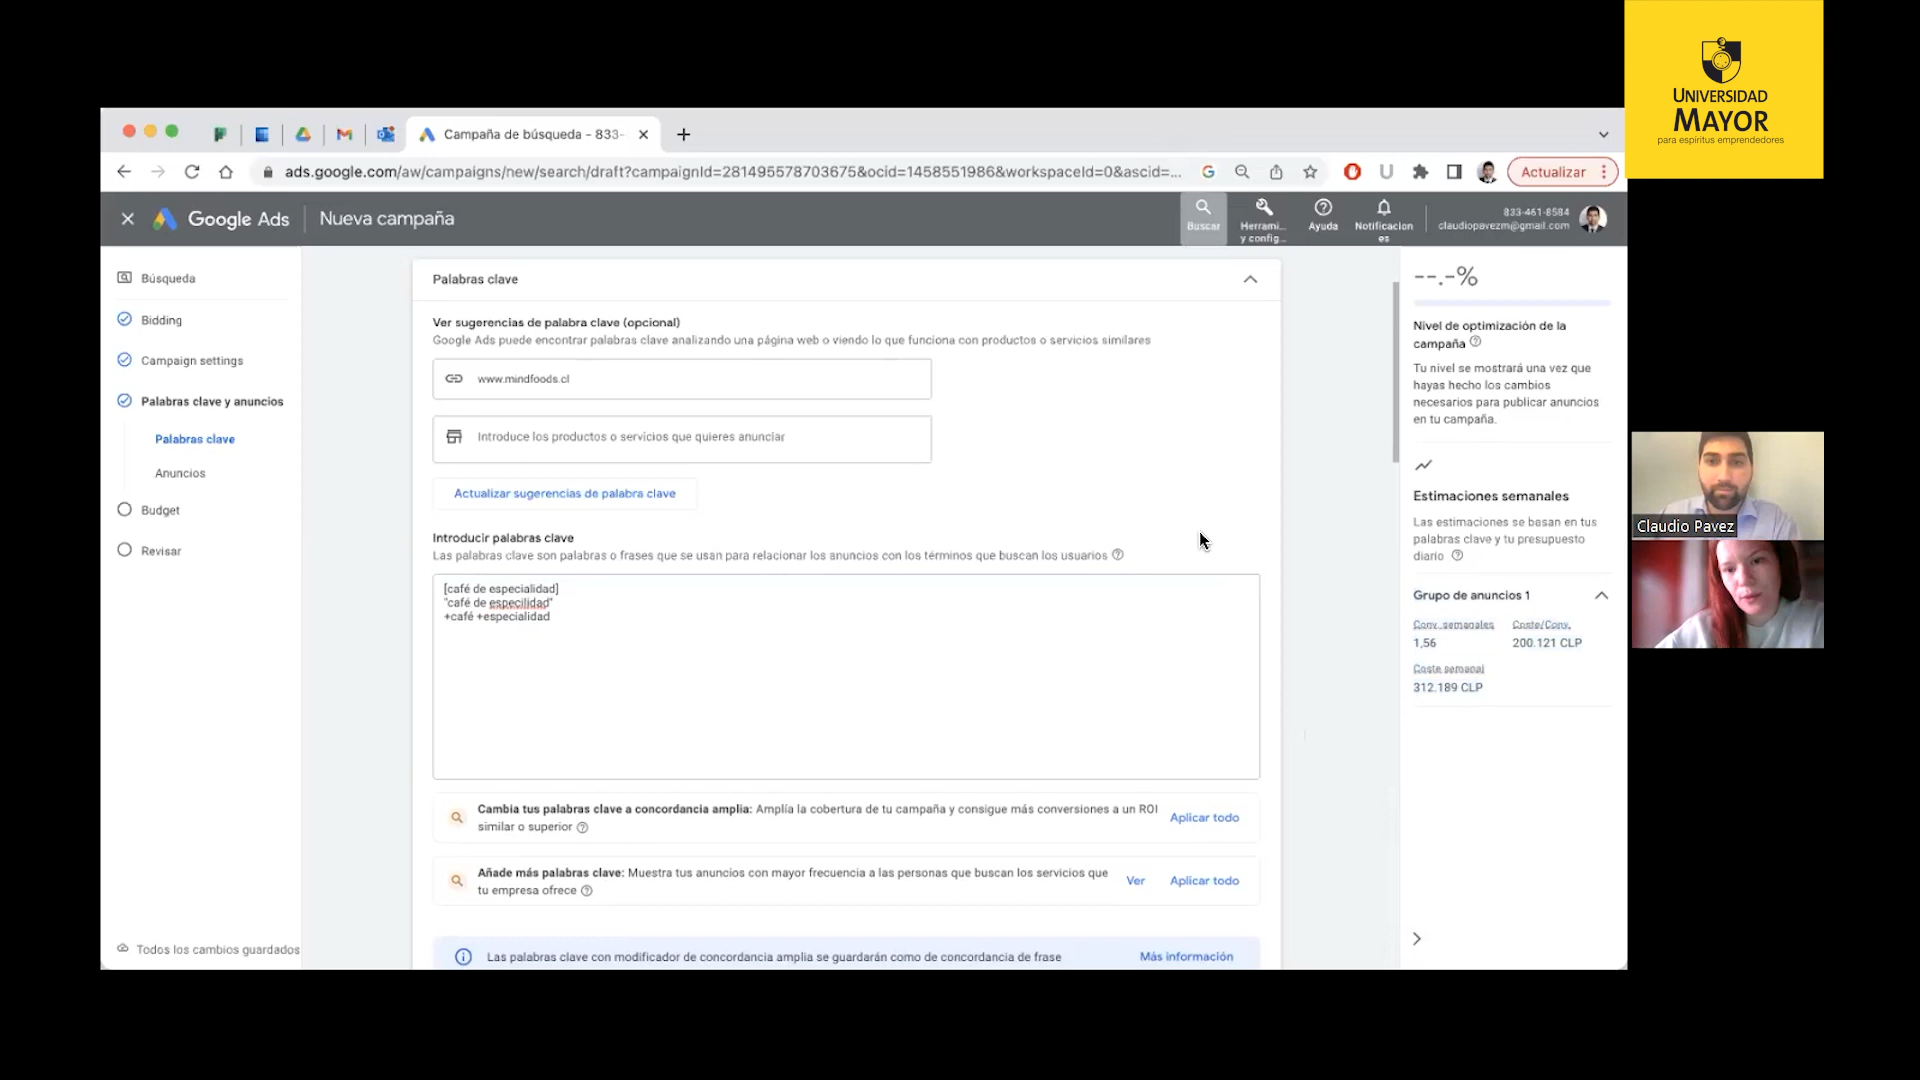 UNIVERSIDAD
MAYOR
para espíritus emprendedores
Campaña de búsqueda - 833-
ads.google.com/aw/campaigns/new/search/draft?campaignId=281495578703675&ocid=1458551986&workspaceId=0&ascid=...
Actualizar
Google Ads
Nueva campaña
Buscar
Herrami...
y config...
Ayuda
Notificacion
es
833-461-8584
claudiopavezm@gmail.com
Búsqueda
Bidding
Campaign settings
Palabras clave y anuncios
Palabras clave
Anuncios
Budget
Revisar
Todos los cambios guardados
Palabras clave
Ver sugerencias de palabra clave (opcional)
Google Ads puede encontrar palabras clave analizando una página web o viendo lo que funciona con productos o servicios similares
www.mindfoods.cl
Introduce los productos o servicios que quieres anunciar
Actualizar sugerencias de palabra clave
Introducir palabras clave
Las palabras clave son palabras o frases que se usan para relacionar los anuncios con los términos que buscan los usuarios
[café de especialidad]
"café de especilidad"
+café +especialidad
Cambia tus palabras clave a concordancia amplia: Amplía la cobertura de tu campaña y consigue más conversiones a un ROI
similar o superior
Aplicar todo
Añade más palabras clave: Muestra tus anuncios con mayor frecuencia a las personas que buscan los servicios que
tu empresa ofrece
Ver
Aplicar todo
Las palabras clave con modificador de concordancia amplia se guardarán como de concordancia de frase
Más información
--.-%
Nivel de optimización de la
campaña
Tu nivel se mostrará una vez que
hayas hecho los cambios
necesarios para publicar anuncios
en tu campaña.
Estimaciones semanales
Las estimaciones se basan en tus
palabras clave y tu presupuesto
diario
Grupo de anuncios 1
Conv. semanales
Coste/Conv.
1,56
200.121 CLP
Coste semanal
312.189 CLP
Claudio Pavez